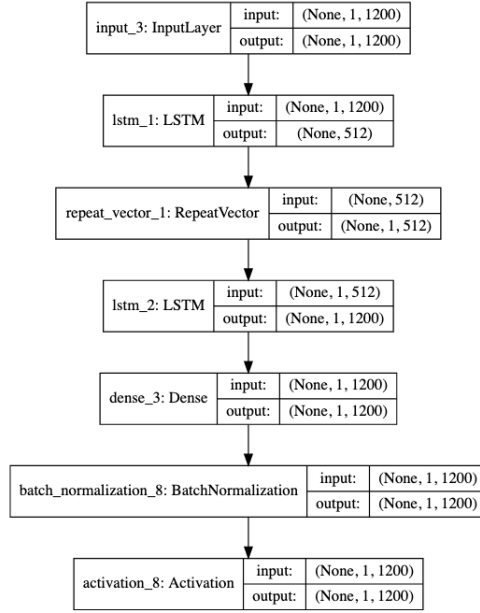 input_3: InputLayer input: (None, 1, 1200)
output: (None, 1, 1200)
lstm_1: LSTM input: (None, 1, 1200)
output: (None, 512)
repeat_vector_1: RepeatVector input: (None, 512)
output: (None, 1, 512)
lstm_2: LSTM input: (None, 1, 512)
output: (None, 1, 1200)
dense_3: Dense input: (None, 1, 1200)
output: (None, 1, 1200)
batch_normalization_8: BatchNormalization input: (None, 1, 1200)
output: (None, 1, 1200)
activation_8: Activation input: (None, 1, 1200)
output: (None, 1, 1200)